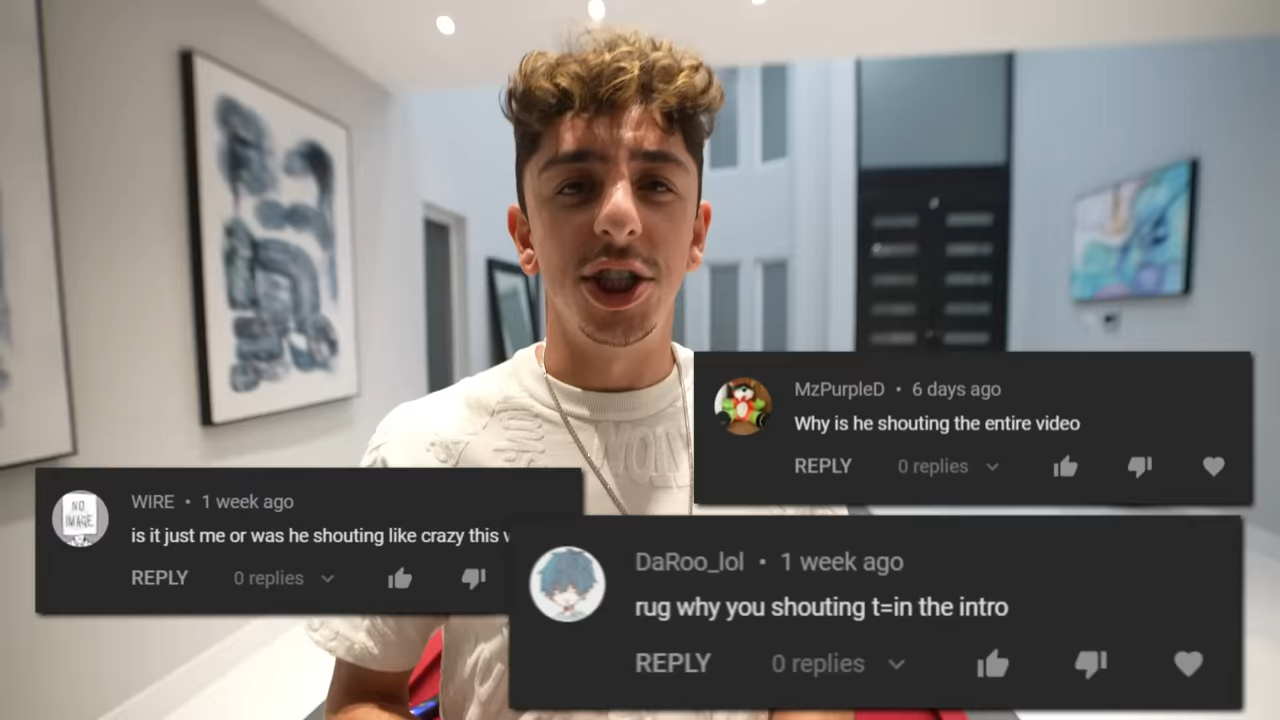 MzPurpleD • 6 days ago
Why is he shouting the entire video
REPLY 0 replies
WIRE • 1 week ago
NO
IMAGE
is it just me or was he shouting like crazy this
REPLY 0 replies
DaRoo_lol • 1 week ago
rug why you shouting t=in the intro
REPLY 0 replies